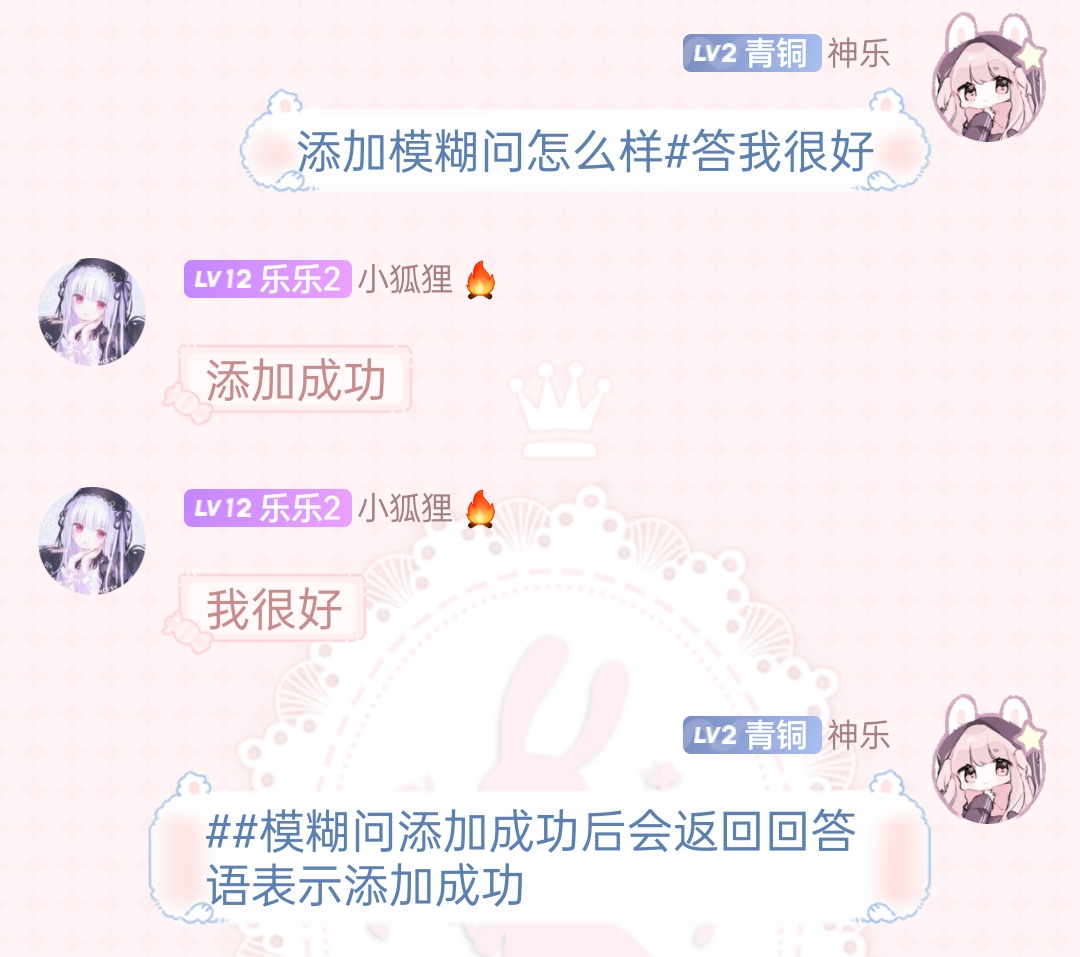 LV2 青铜 神乐
添加模糊问怎么样#答我很好
LV12 乐乐2 小狐狸🔥
添加成功
LV12 乐乐2 小狐狸🔥
我很好
LV2 青铜 神乐
##模糊问添加成功后会返回回答
语表示添加成功